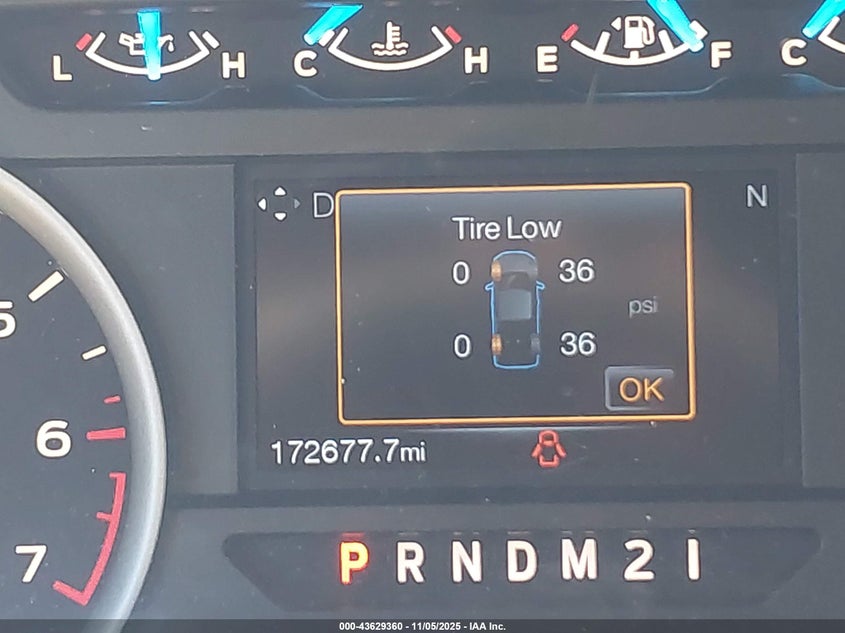 L H C H E F C
D N
Tire Low
0 36
psi
0 36
OK
172677.7mi
5
6
7
P R N D M 2 1
000-43629360 - 11/05/2025 - IAA Inc.